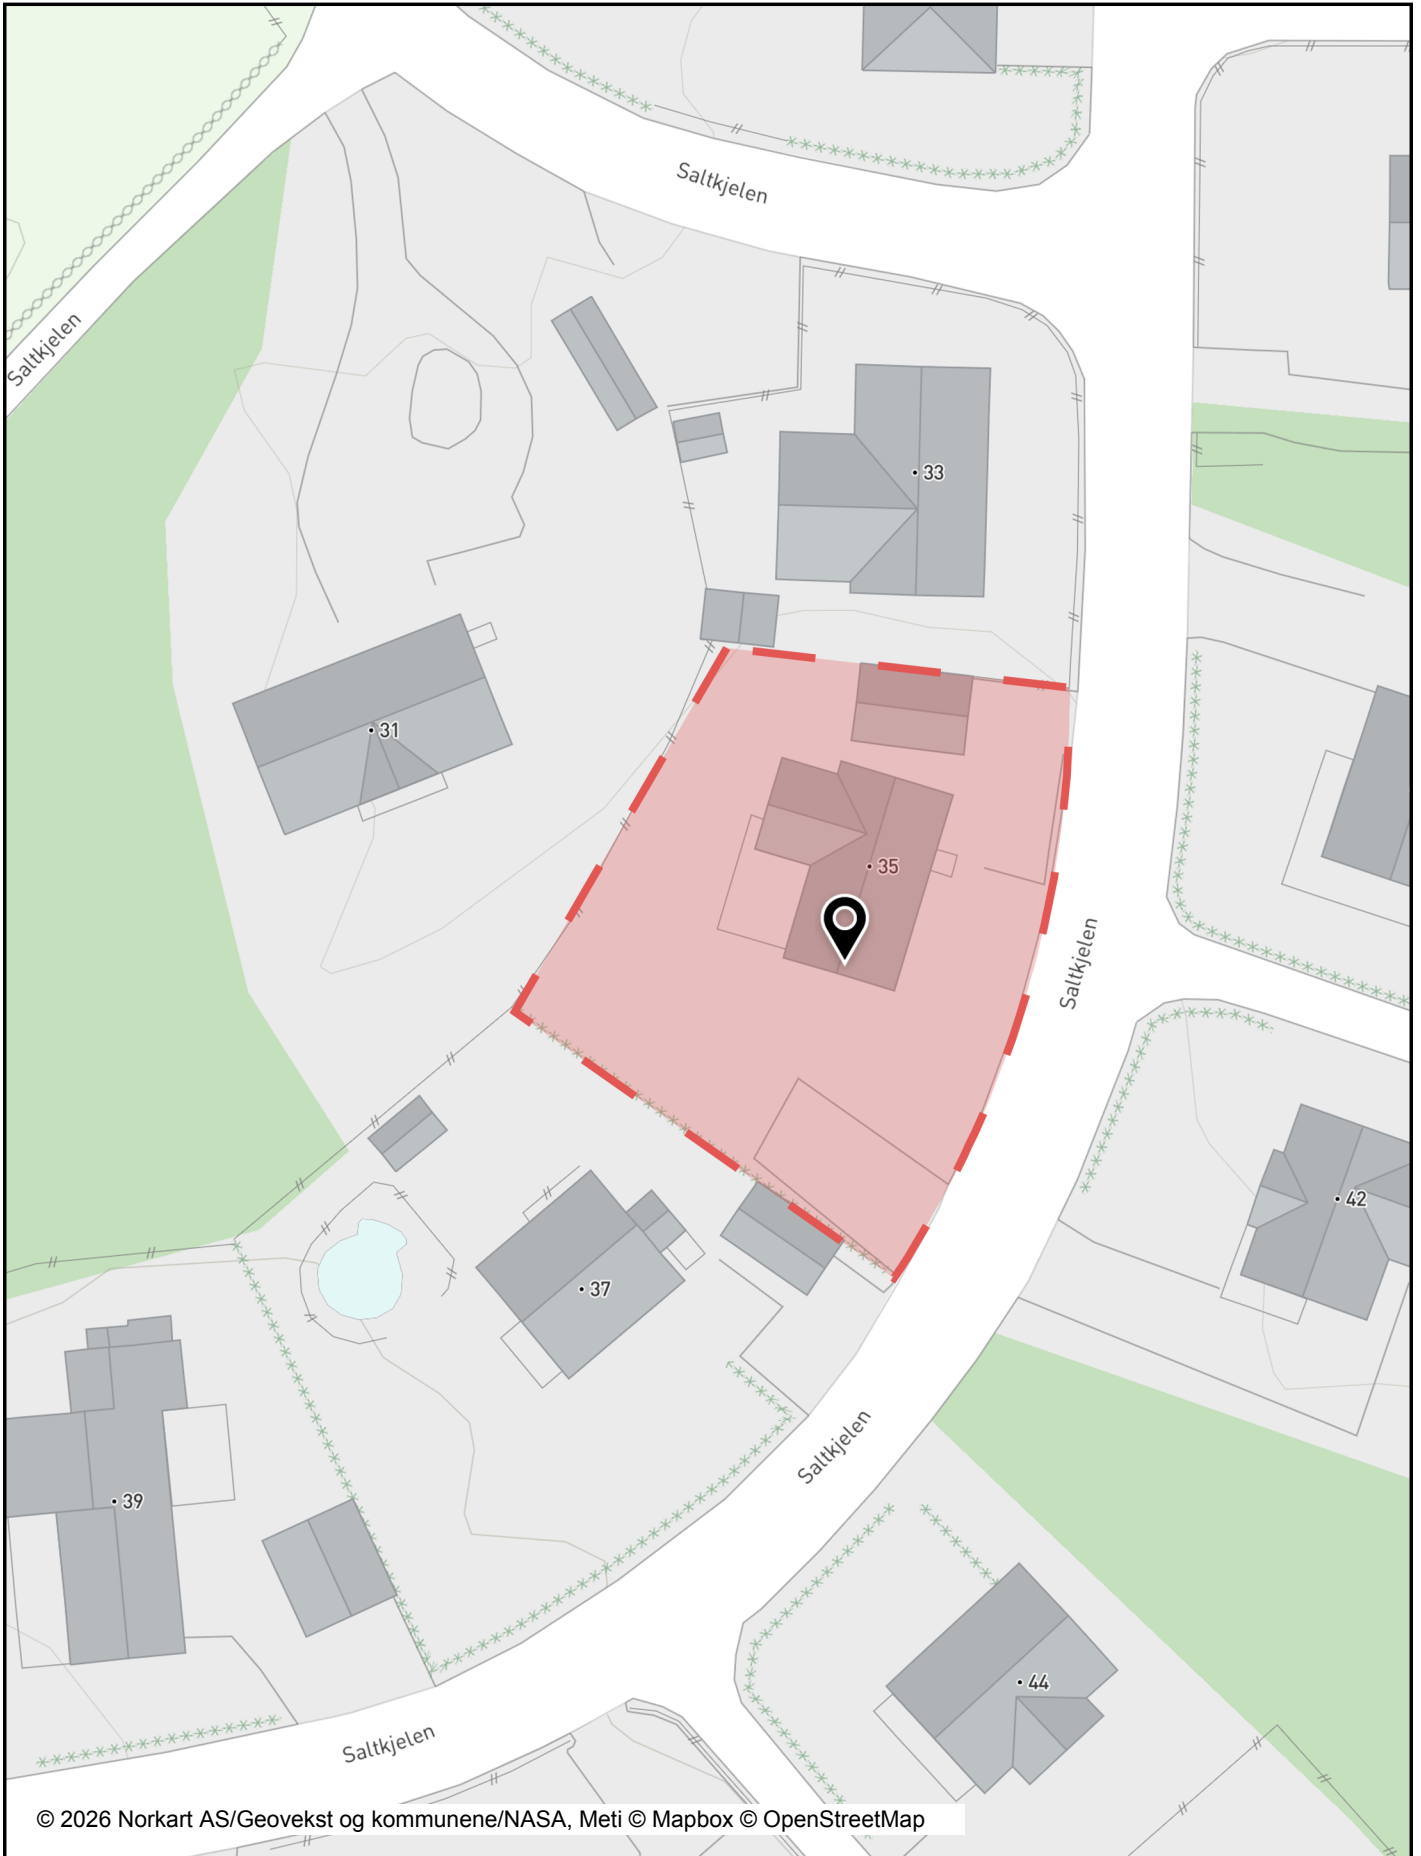 Saltkjelen
Saltkjelen
33
31
35
Saltkjelen
42
37
Saltkjelen
39
44
Saltkjelen
© 2026 Norkart AS/Geovekst og kommunene/NASA, Meti © Mapbox © OpenStreetMap